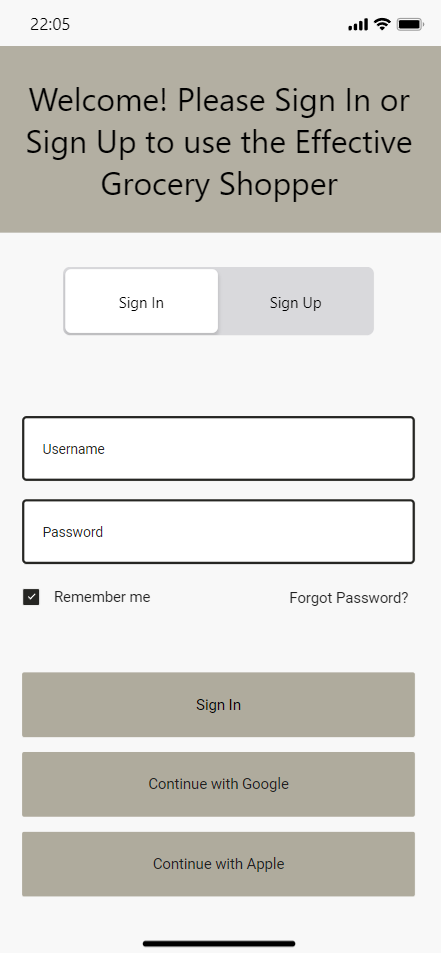 22:05
Welcome! Please Sign In or
Sign Up to use the Effective
Grocery Shopper
Sign In
Sign Up
Username
Password
Remember me
Forgot Password?
Sign In
Continue with Google
Continue with Apple